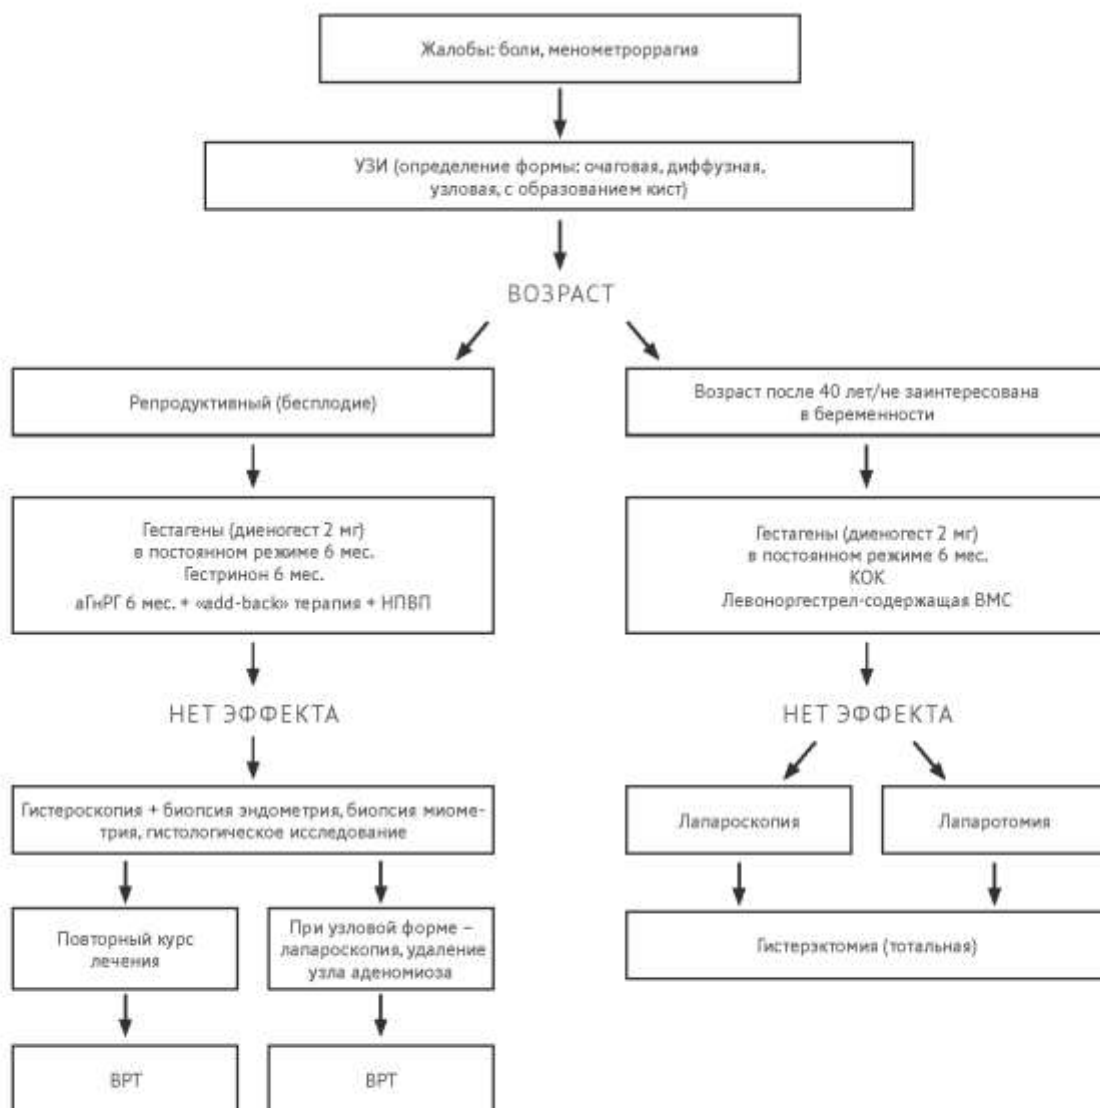 Жалобы: боли, менометроррагия
УЗИ (определение формы: очаговая, диффузная,
узловая, с образованием кист)
ВОЗРАСТ
Репродуктивный (бесплодие)
Возраст после 40 лет/не заинтересована
в беременности
Гестагены (диеногест 2 мг)
в постоянном режиме 6 мес.
Гестринон 6 мес.
аГнРГ 6 мес. + «add-back» терапия + НПВП
Гестагены (диеногест 2 мг)
в постоянном режиме 6 мес.
КОК
Левоноргестрел-содержащая ВМС
НЕТ ЭФФЕКТА
НЕТ ЭФФЕКТА
Гистероскопия + биопсия эндометрия, биопсия миоме-
трия, гистологическое исследование
Лапароскопия
Лапаротомия
Повторный курс
лечения
При узловой форме –
лапароскопия, удаление
узла аденомиоза
Гистерэктомия (тотальная)
ВРТ
ВРТ